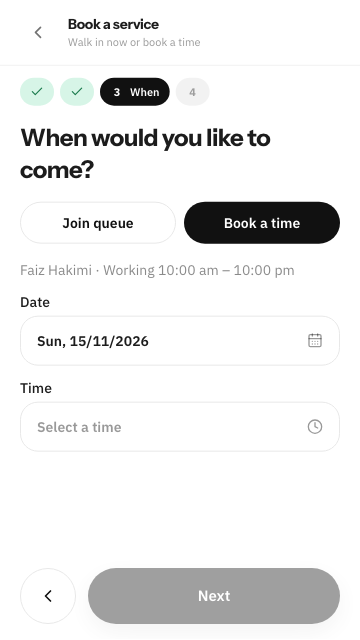 Book a service
Walk in now or book a time
3 When
4
When would you like to
come?
Join queue
Book a time
Faiz Hakimi · Working 10:00 am – 10:00 pm
Date
Sun, 15/11/2026
Time
Select a time
Next